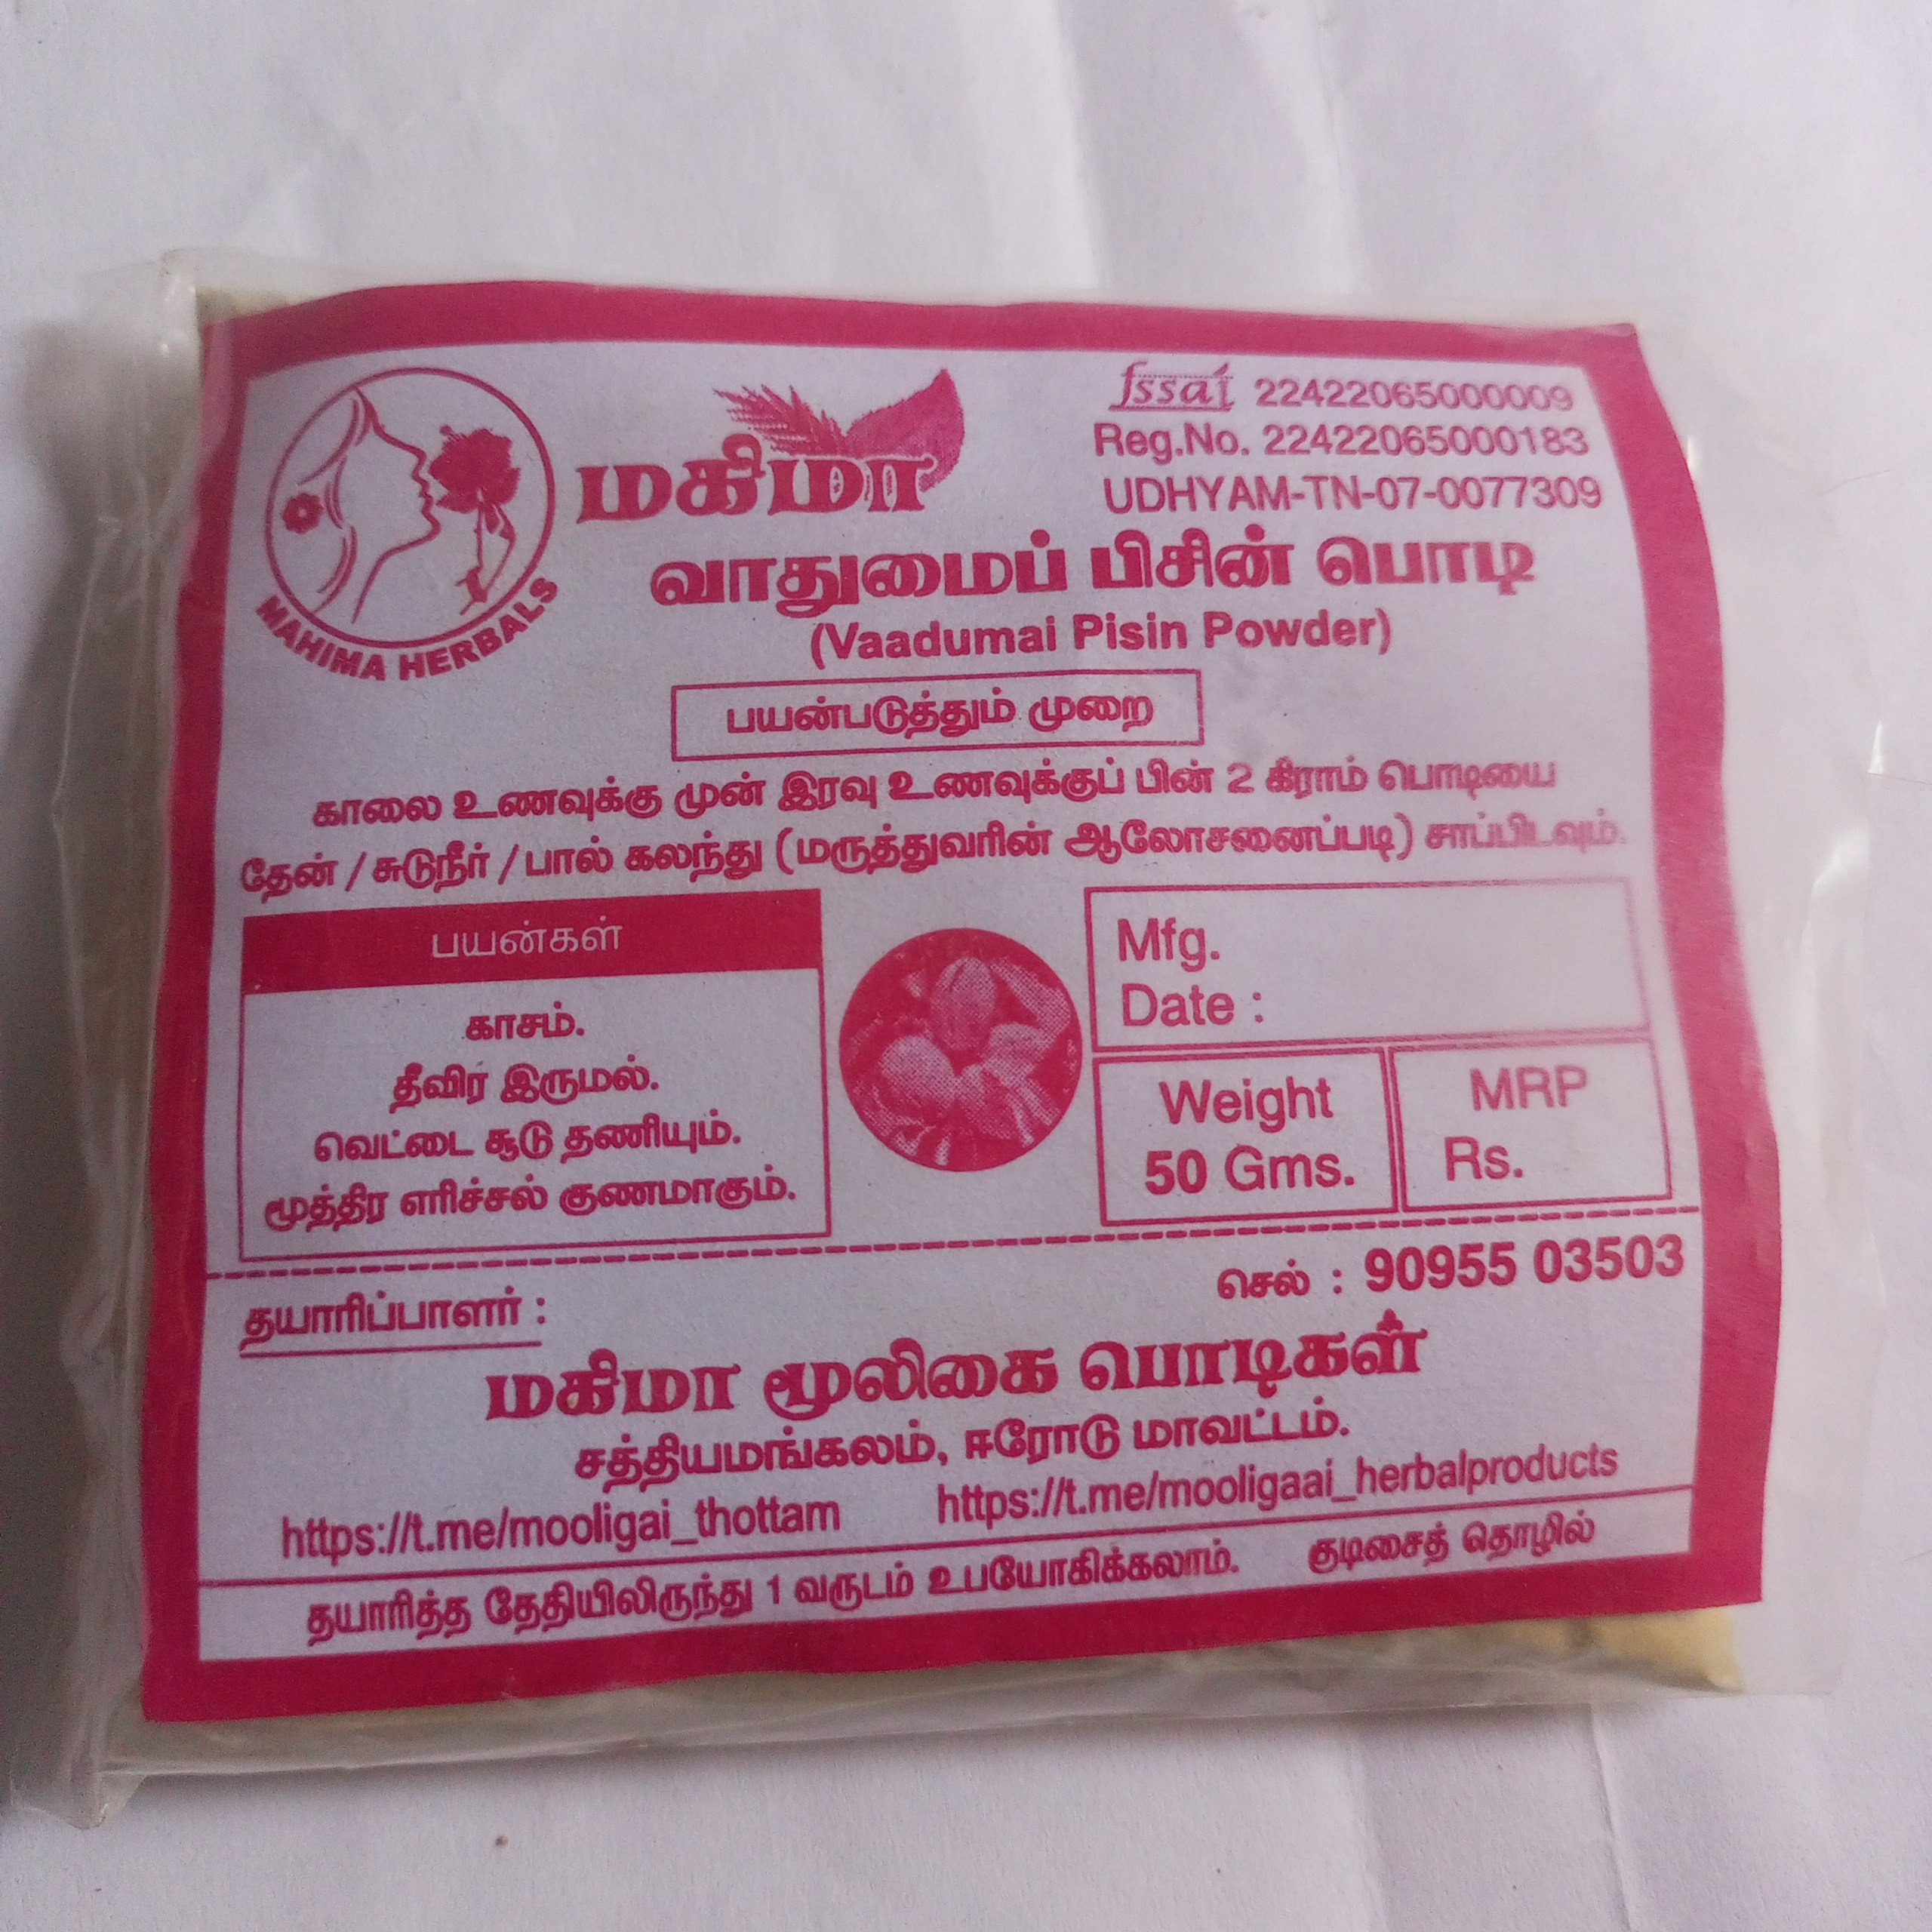 fssai 22422065000009
Reg.No. 22422065000183
UDHYAM-TN-07-0077309
MAHIMA HERBALS
மகிமா
வாதுமைப் பிசின் பொடி
(Vaadumai Pisin Powder)
பயன்படுத்தும் முறை
காலை உணவுக்கு முன் இரவு உணவுக்குப் பின் 2 கிராம் பொடியை
தேன் / சுடுநீர் / பால் கலந்து (மருத்துவரின் ஆலோசனைப்படி) சாப்பிடவும்.
பயன்கள்
காசம்.
தீவிர இருமல்.
வெட்டை சூடு தணியும்.
மூத்திர எரிச்சல் குணமாகும்.
Mfg.
Date :
Weight
50 Gms.
MRP
Rs.
செல் : 90955 03503
தயாரிப்பாளர் :
மகிமா மூலிகை பொடிகள்
சத்தியமங்கலம், ஈரோடு மாவட்டம்.
https://t.me/mooligai_thottam https://t.me/mooligaai_herbalproducts
தயாரித்த தேதியிலிருந்து 1 வருடம் உபயோகிக்கலாம். குடிசைத் தொழில்